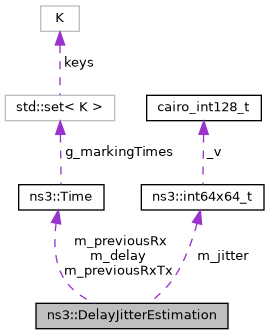 K
keys
std::set< K >
cairo_int128_t
g_markingTimes
_v
ns3::Time
ns3::int64x64_t
m_previousRx
m_delay
m_previousRxTx
m_jitter
ns3::DelayJitterEstimation